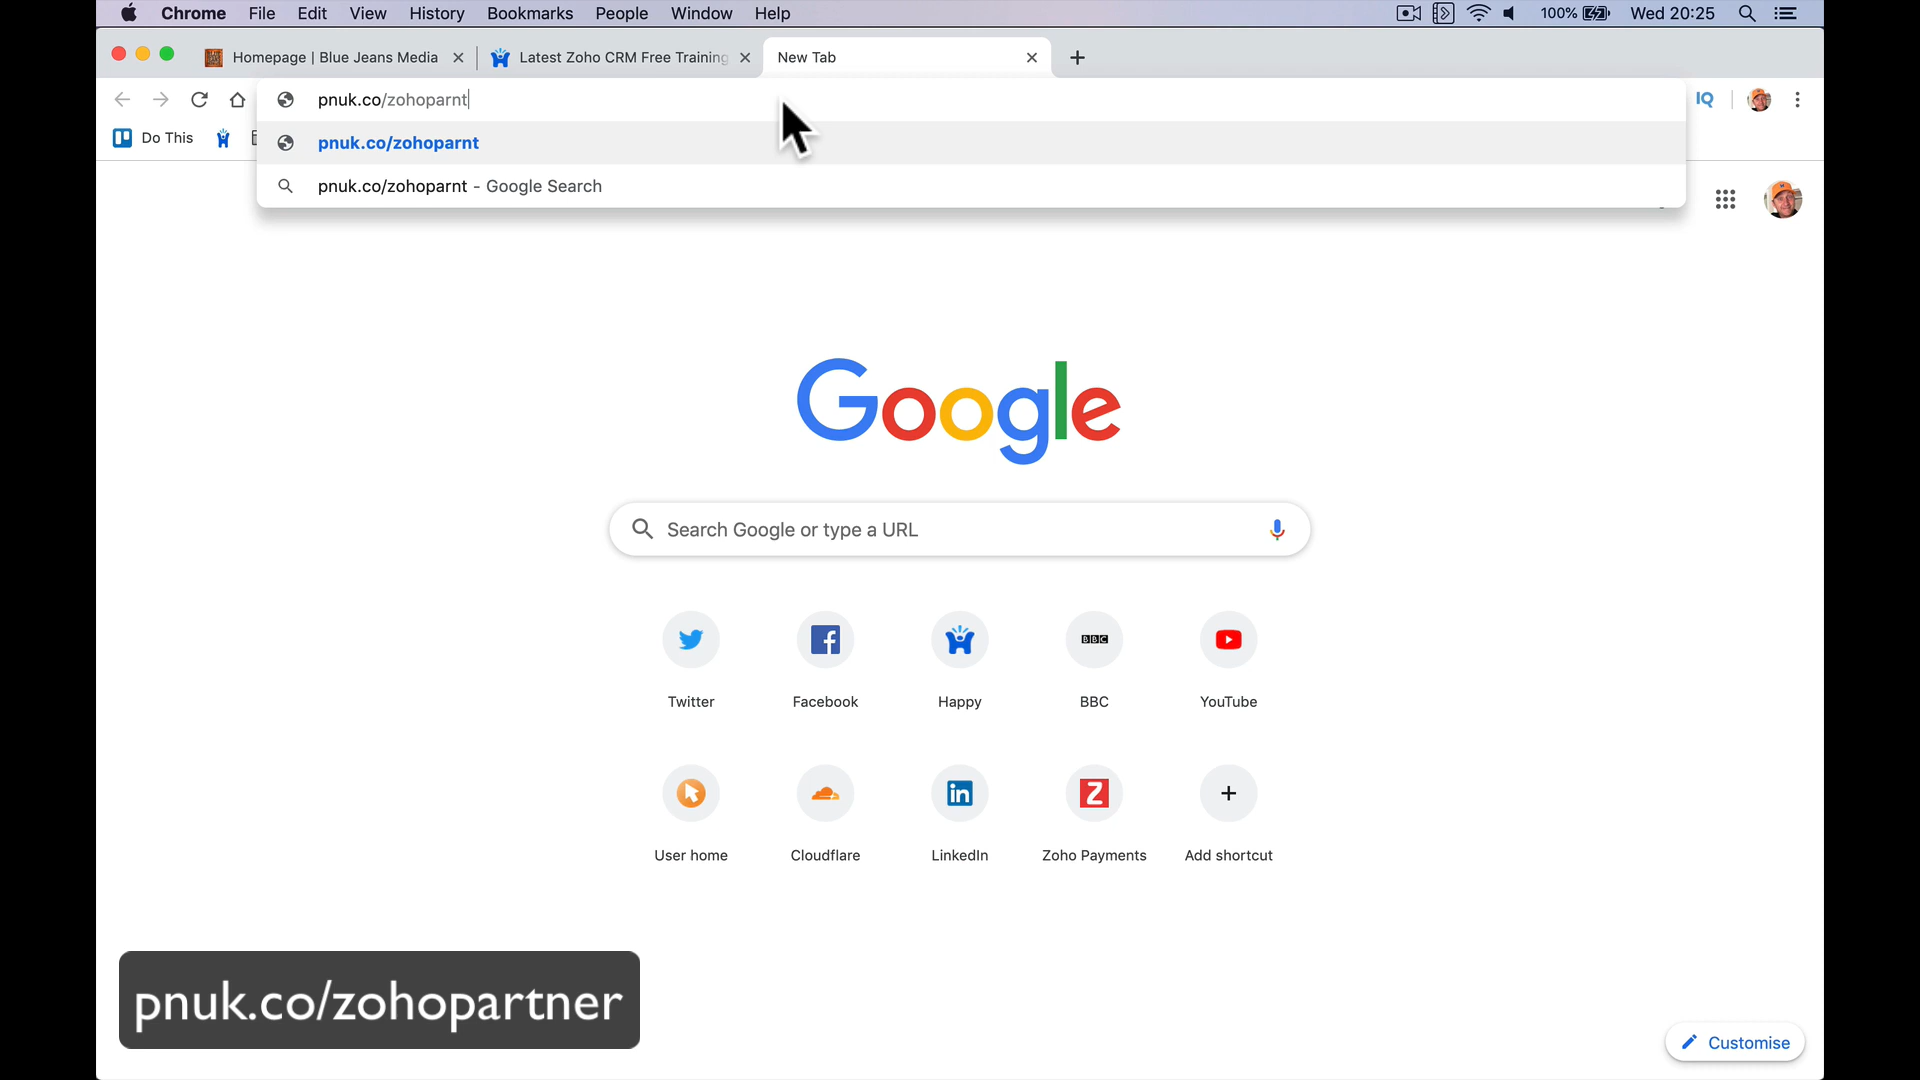 Chrome File Edit View History Bookmarks People Window Help 100% Wed 20:25
Homepage | Blue Jeans Media Latest Zoho CRM Free Training New Tab
pnuk.co/zohoparnt IQ
Do This pnuk.co/zohoparnt
pnuk.co/zohoparnt - Google Search
Google
Search Google or type a URL
BBC
Twitter Facebook Happy BBC YouTube
in Z
User home Cloudflare LinkedIn Zoho Payments Add shortcut
pnuk.co/zohopartner
Customise